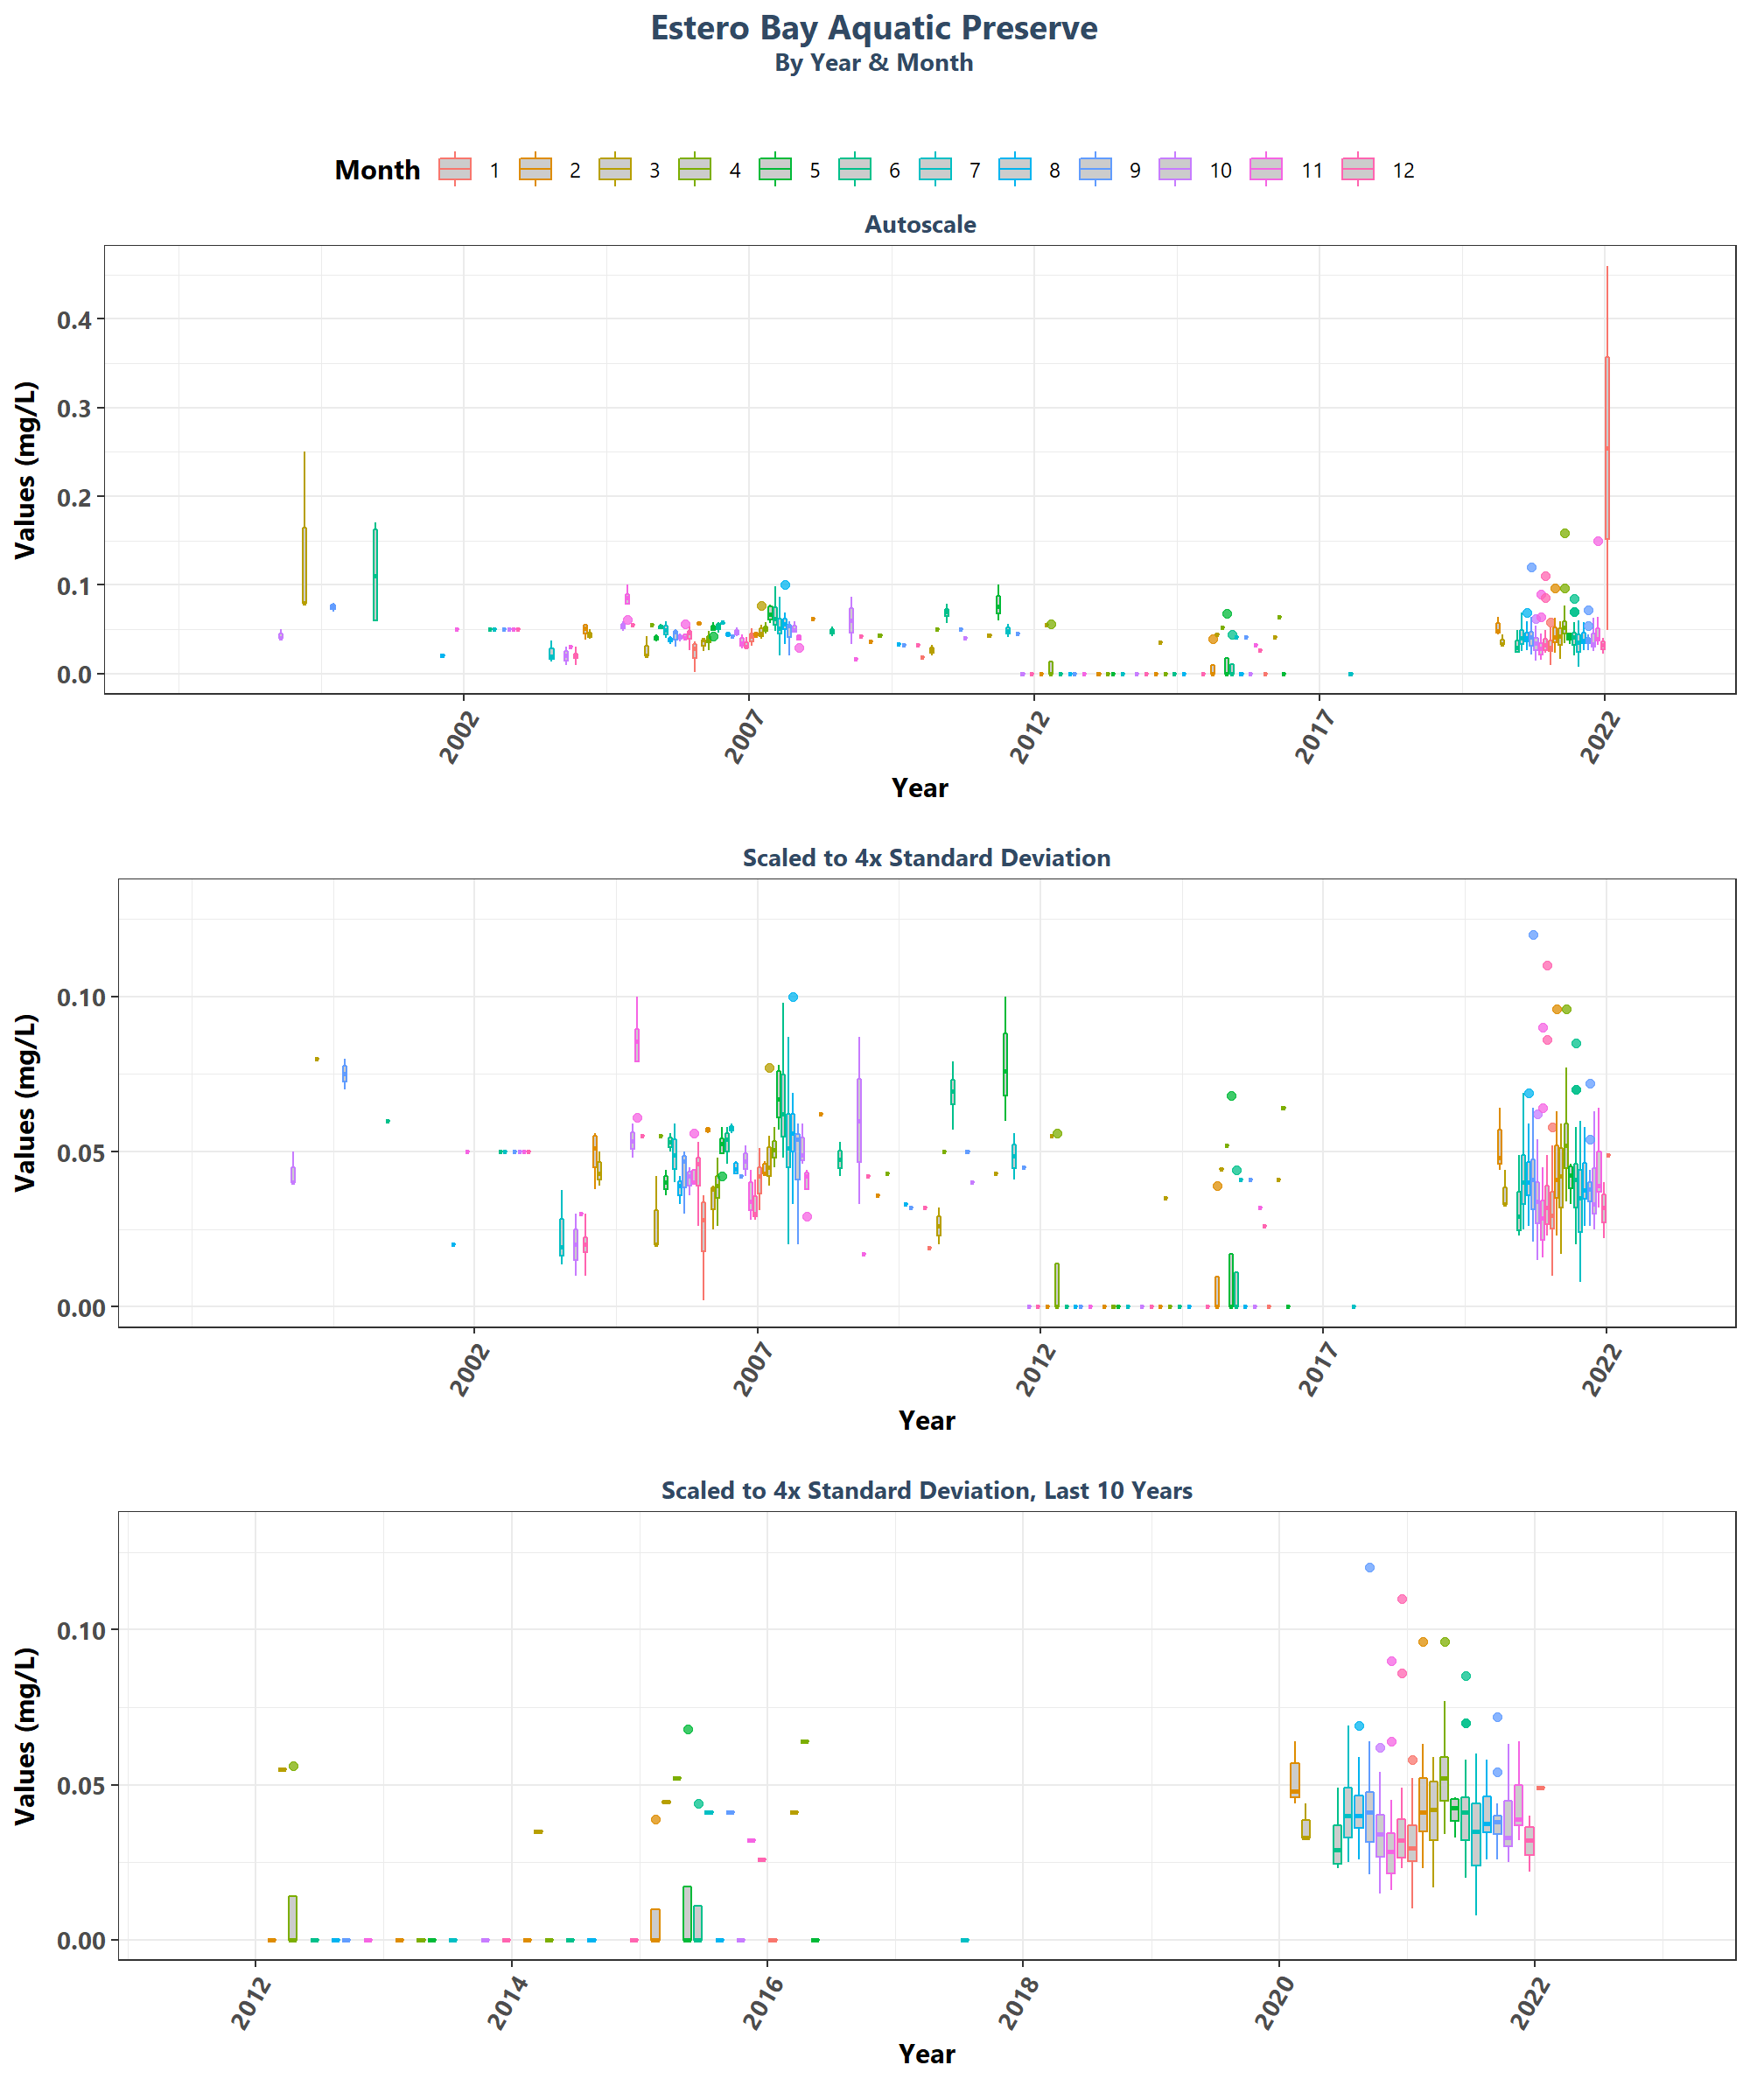 Estero Bay Aquatic Preserve
By Year & Month
Month 1 2 3 4 5 6 7 8 9 10 11 12
Autoscale
Values (mg/L)
0.4
0.3
0.2
0.1
0.0
2002 2007 2012 2017 2022
Year
Scaled to 4x Standard Deviation
Values (mg/L)
0.10
0.05
0.00
2002 2007 2012 2017 2022
Year
Scaled to 4x Standard Deviation, Last 10 Years
Values (mg/L)
0.10
0.05
0.00
2012 2014 2016 2018 2020 2022
Year